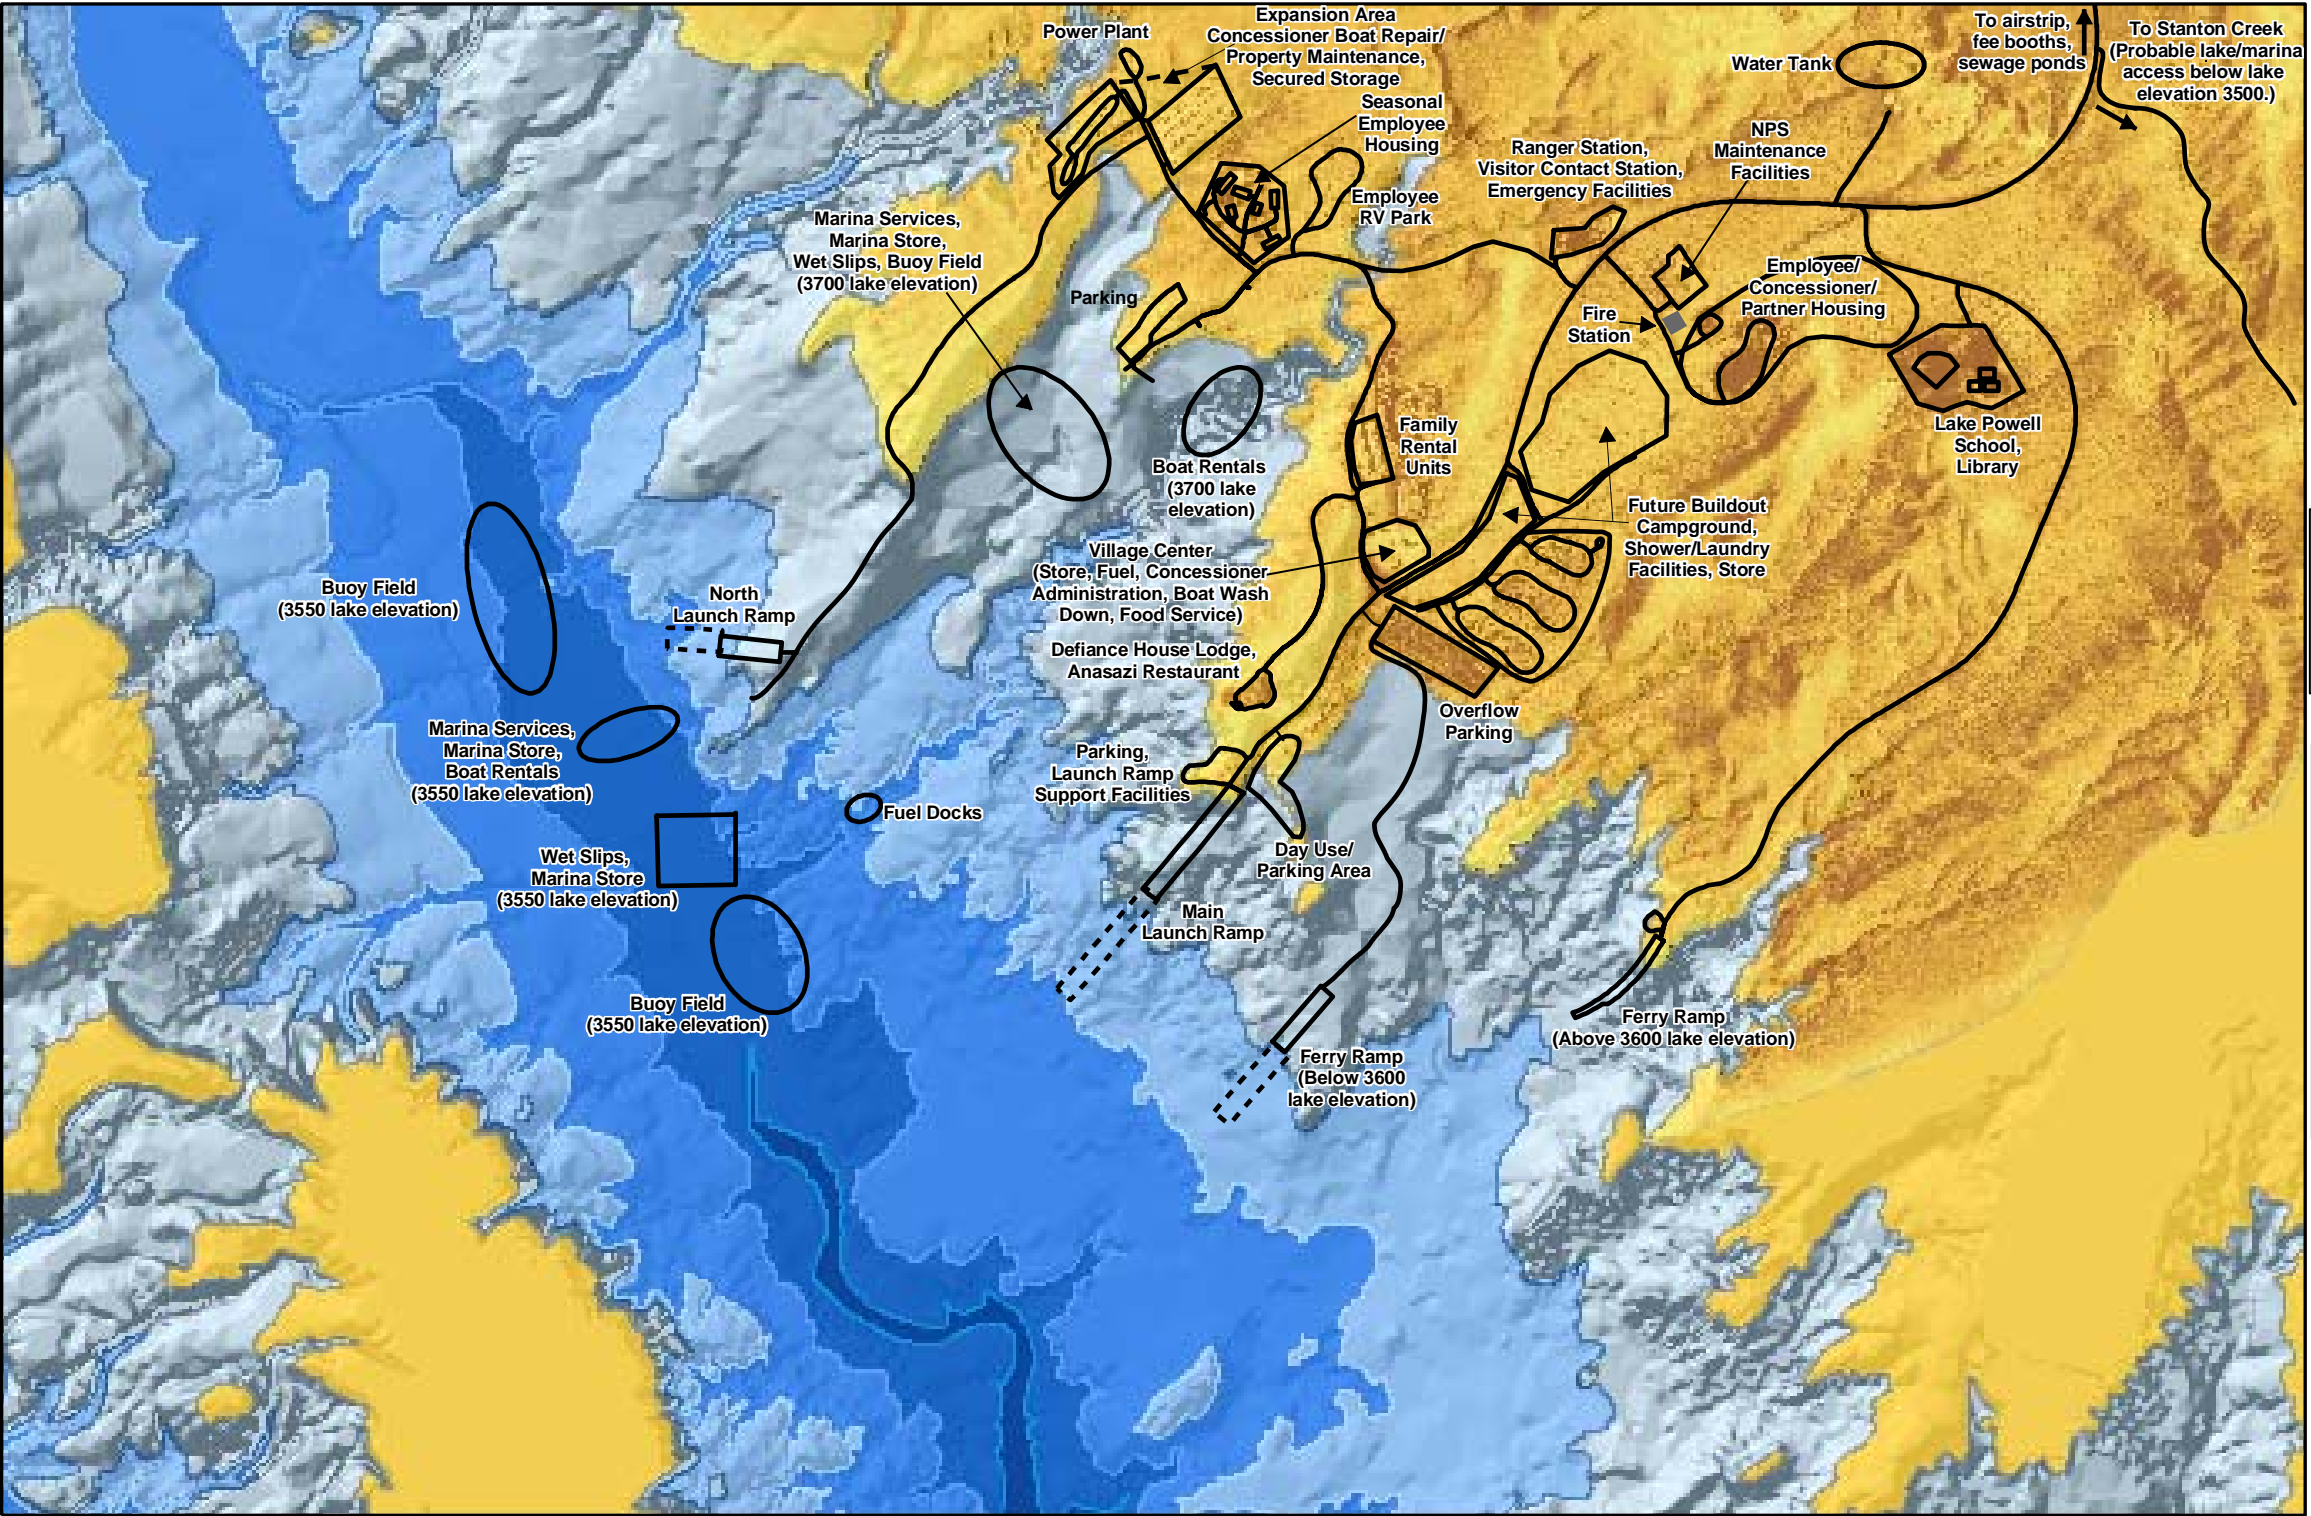 Power Plant
Expansion Area
Concessioner Boat Repair/
Property Maintenance,
Secured Storage
Seasonal
Employee
Housing
Employee
RV Park
Ranger Station,
Visitor Contact Station,
Emergency Facilities
NPS
Maintenance
Facilities
Water Tank
To airstrip,
fee booths,
sewage ponds
To Stanton Creek
(Probable lake/marina
access below lake
elevation 3500.)
Marina Services,
Marina Store,
Wet Slips, Buoy Field
(3700 lake elevation)
Parking
Fire
Station
Employee/
Concessioner/
Partner Housing
Lake Powell
School,
Library
Family
Rental
Units
Boat Rentals
(3700 lake
elevation)
Future Buildout
Campground,
Shower/Laundry
Facilities, Store
Village Center
(Store, Fuel, Concessioner
Administration, Boat Wash
Down, Food Service)
Buoy Field
(3550 lake elevation)
North
Launch Ramp
Defiance House Lodge,
Anasazi Restaurant
Overflow
Parking
Marina Services,
Marina Store,
Boat Rentals
(3550 lake elevation)
Parking,
Launch Ramp
Support Facilities
Fuel Docks
Day Use/
Parking Area
Wet Slips,
Marina Store
(3550 lake elevation)
Main
Launch Ramp
Buoy Field
(3550 lake elevation)
Ferry Ramp
(Above 3600 lake elevation)
Ferry Ramp
(Below 3600
lake elevation)